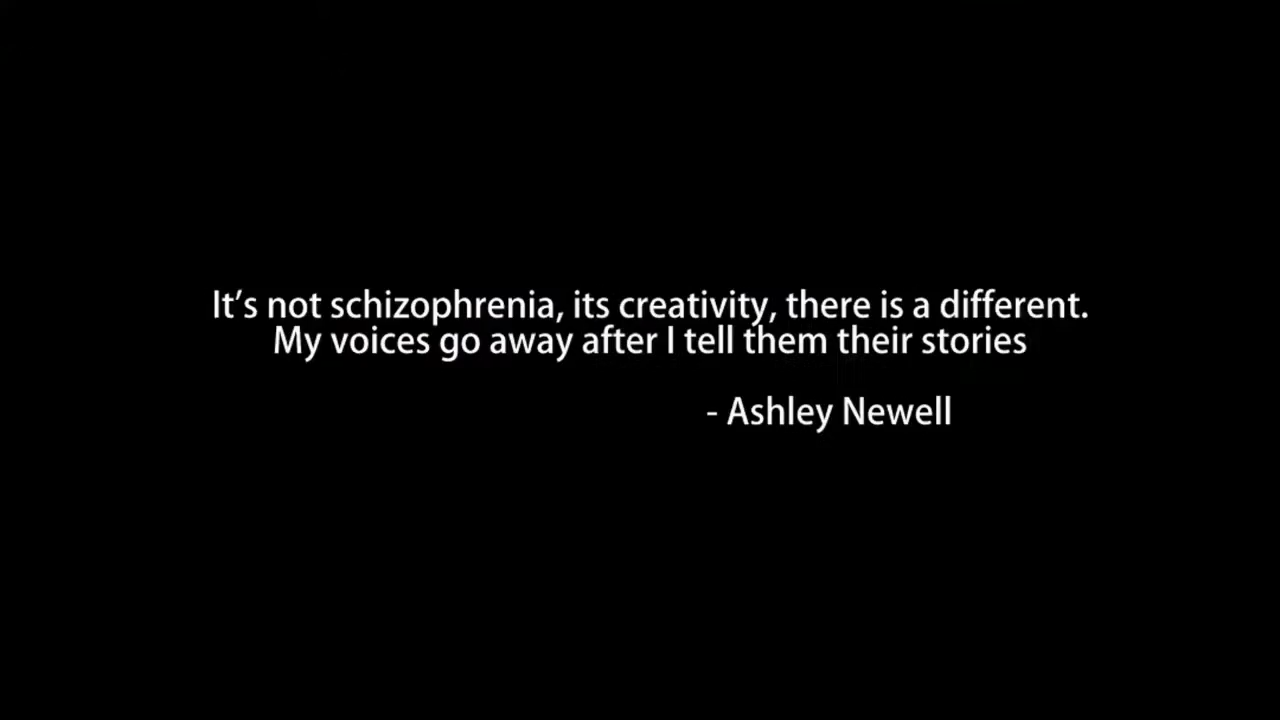 It’s not schizophrenia, its creativity, there is a different.
My voices go away after I tell them their stories
- Ashley Newell